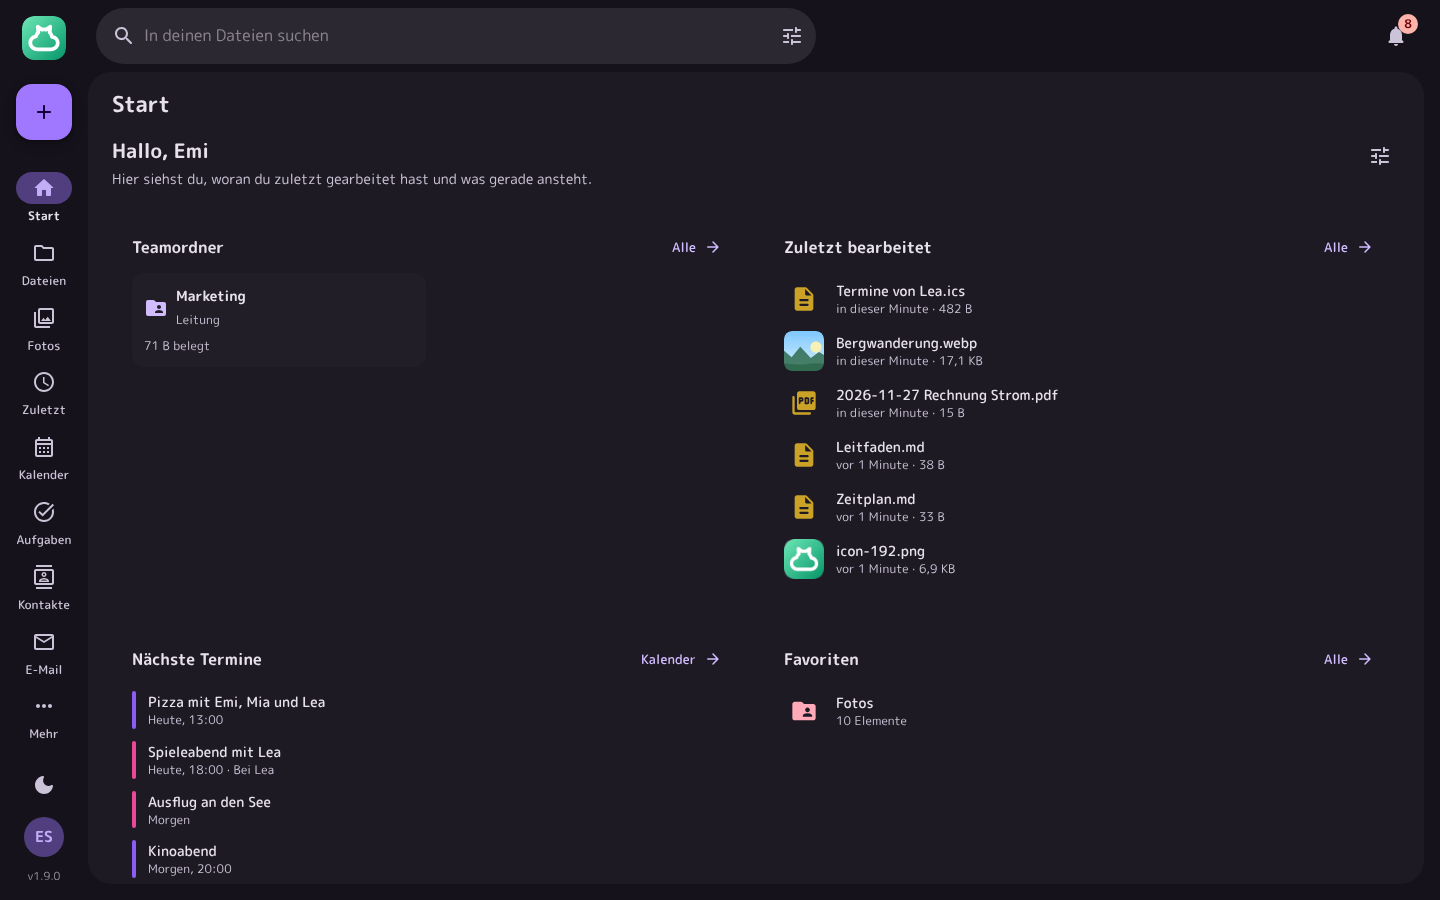 In deinen Dateien suchen
8
Start
Hallo, Emi
Hier siehst du, woran du zuletzt gearbeitet hast und was gerade ansteht.
Start
Dateien
Fotos
Zuletzt
Kalender
Aufgaben
Kontakte
E-Mail
Mehr
ES
v1.9.0
Teamordner
Alle
Marketing
Leitung
71 B belegt
Zuletzt bearbeitet
Alle
Termine von Lea.ics
in dieser Minute · 482 B
Bergwanderung.webp
in dieser Minute · 17,1 KB
PDF
2026-11-27 Rechnung Strom.pdf
in dieser Minute · 15 B
Leitfaden.md
vor 1 Minute · 38 B
Zeitplan.md
vor 1 Minute · 33 B
icon-192.png
vor 1 Minute · 6,9 KB
Nächste Termine
Kalender
Pizza mit Emi, Mia und Lea
Heute, 13:00
Spieleabend mit Lea
Heute, 18:00 · Bei Lea
Ausflug an den See
Morgen
Kinoabend
Morgen, 20:00
Favoriten
Alle
Fotos
10 Elemente